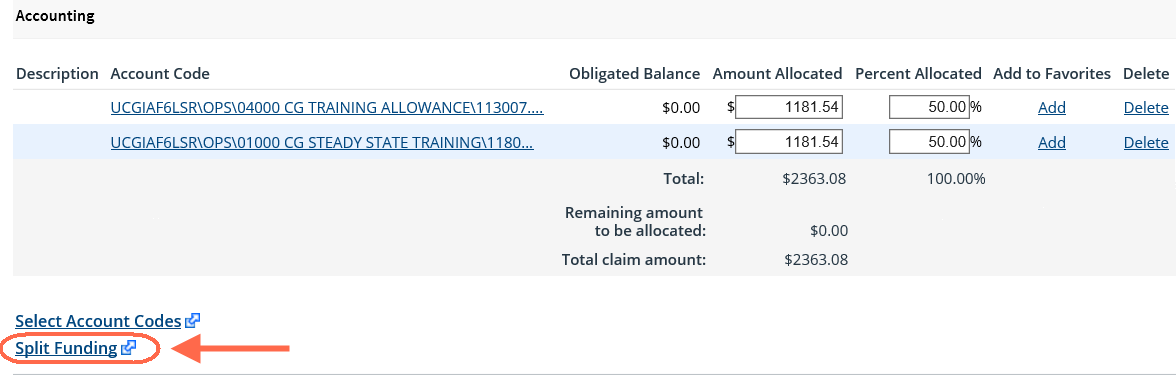 Accounting
Description Account Code Obligated Balance Amount Allocated Percent Allocated Add to Favorites Delete
UCGIAF6LSR\OPS\04000 CG TRAINING ALLOWANCE\113007.... $0.00 $ 1181.54 50.00 % Add Delete
UCGIAF6LSR\OPS\01000 CG STEADY STATE TRAINING\1180... $0.00 $ 1181.54 50.00 % Add Delete
Total: $2363.08 100.00%
Remaining amount
to be allocated: $0.00
Total claim amount: $2363.08
Select Account Codes
Split Funding